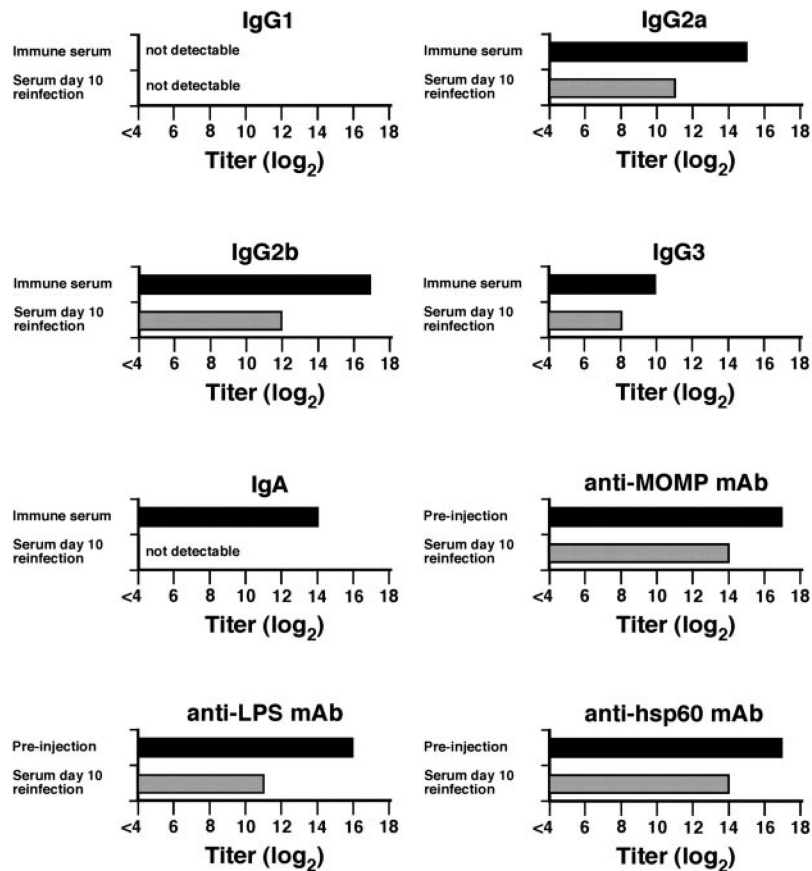 IgG1
Immune serum
not detectable
Serum day 10
reinfection
not detectable
<4 6 8 10 12 14 16 18
Titer (log2)
IgG2a
Immune serum
Serum day 10
reinfection
<4 6 8 10 12 14 16 18
Titer (log2)
IgG2b
Immune serum
Serum day 10
reinfection
<4 6 8 10 12 14 16 18
Titer (log2)
IgG3
Immune serum
Serum day 10
reinfection
<4 6 8 10 12 14 16 18
Titer (log2)
IgA
Immune serum
Serum day 10
reinfection
not detectable
<4 6 8 10 12 14 16 18
Titer (log2)
anti-MOMP mAb
Pre-injection
Serum day 10
reinfection
<4 6 8 10 12 14 16 18
Titer (log2)
anti-LPS mAb
Pre-injection
Serum day 10
reinfection
<4 6 8 10 12 14 16 18
Titer (log2)
anti-hsp60 mAb
Pre-injection
Serum day 10
reinfection
<4 6 8 10 12 14 16 18
Titer (log2)